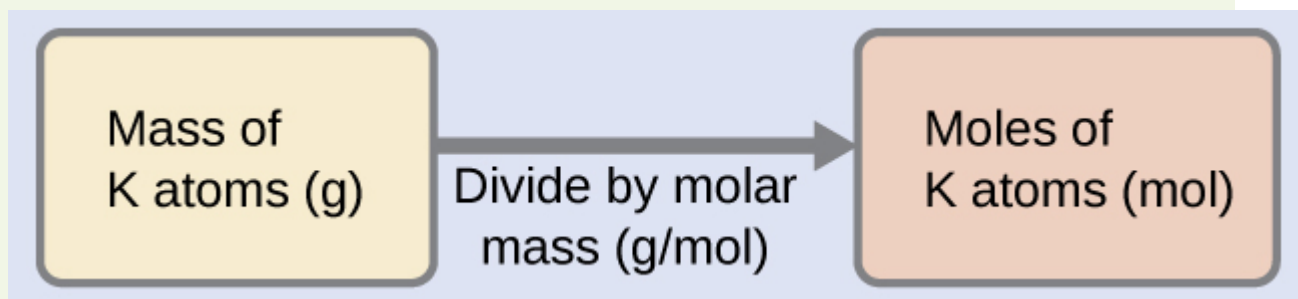 Mass of
K atoms (g)
Divide by molar
mass (g/mol)
Moles of
K atoms (mol)